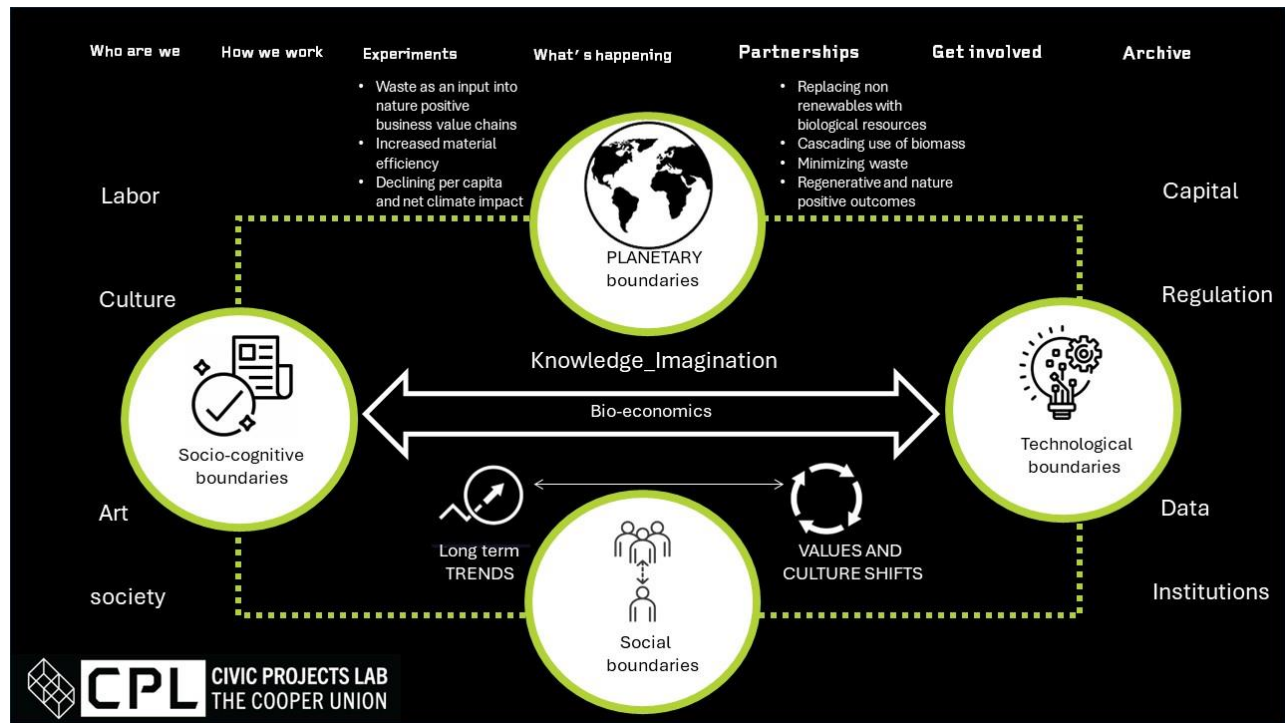 Who are we
How we work
Experiments
What's happening
Partnerships
Get involved
Archive
• Waste as an input into
nature positive
business value chains
• Increased material
efficiency
• Declining per capita
and net climate impact
• Replacing non
renewables with
biological resources
• Cascading use of biomass
• Minimizing waste
• Regenerative and nature
positive outcomes
Labor
Capital
PLANETARY
boundaries
Culture
Regulation
Knowledge_Imagination
Bio-economics
Socio-cognitive
boundaries
Technological
boundaries
Art
Data
Long term
TRENDS
VALUES AND
CULTURE SHIFTS
society
Institutions
Social
boundaries
CPL
CIVIC PROJECTS LAB
THE COOPER UNION